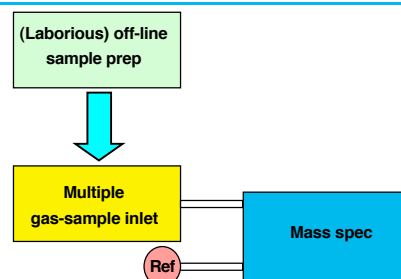 (Laborious) off-line
sample prep
Multiple
gas-sample inlet
Mass spec
Ref